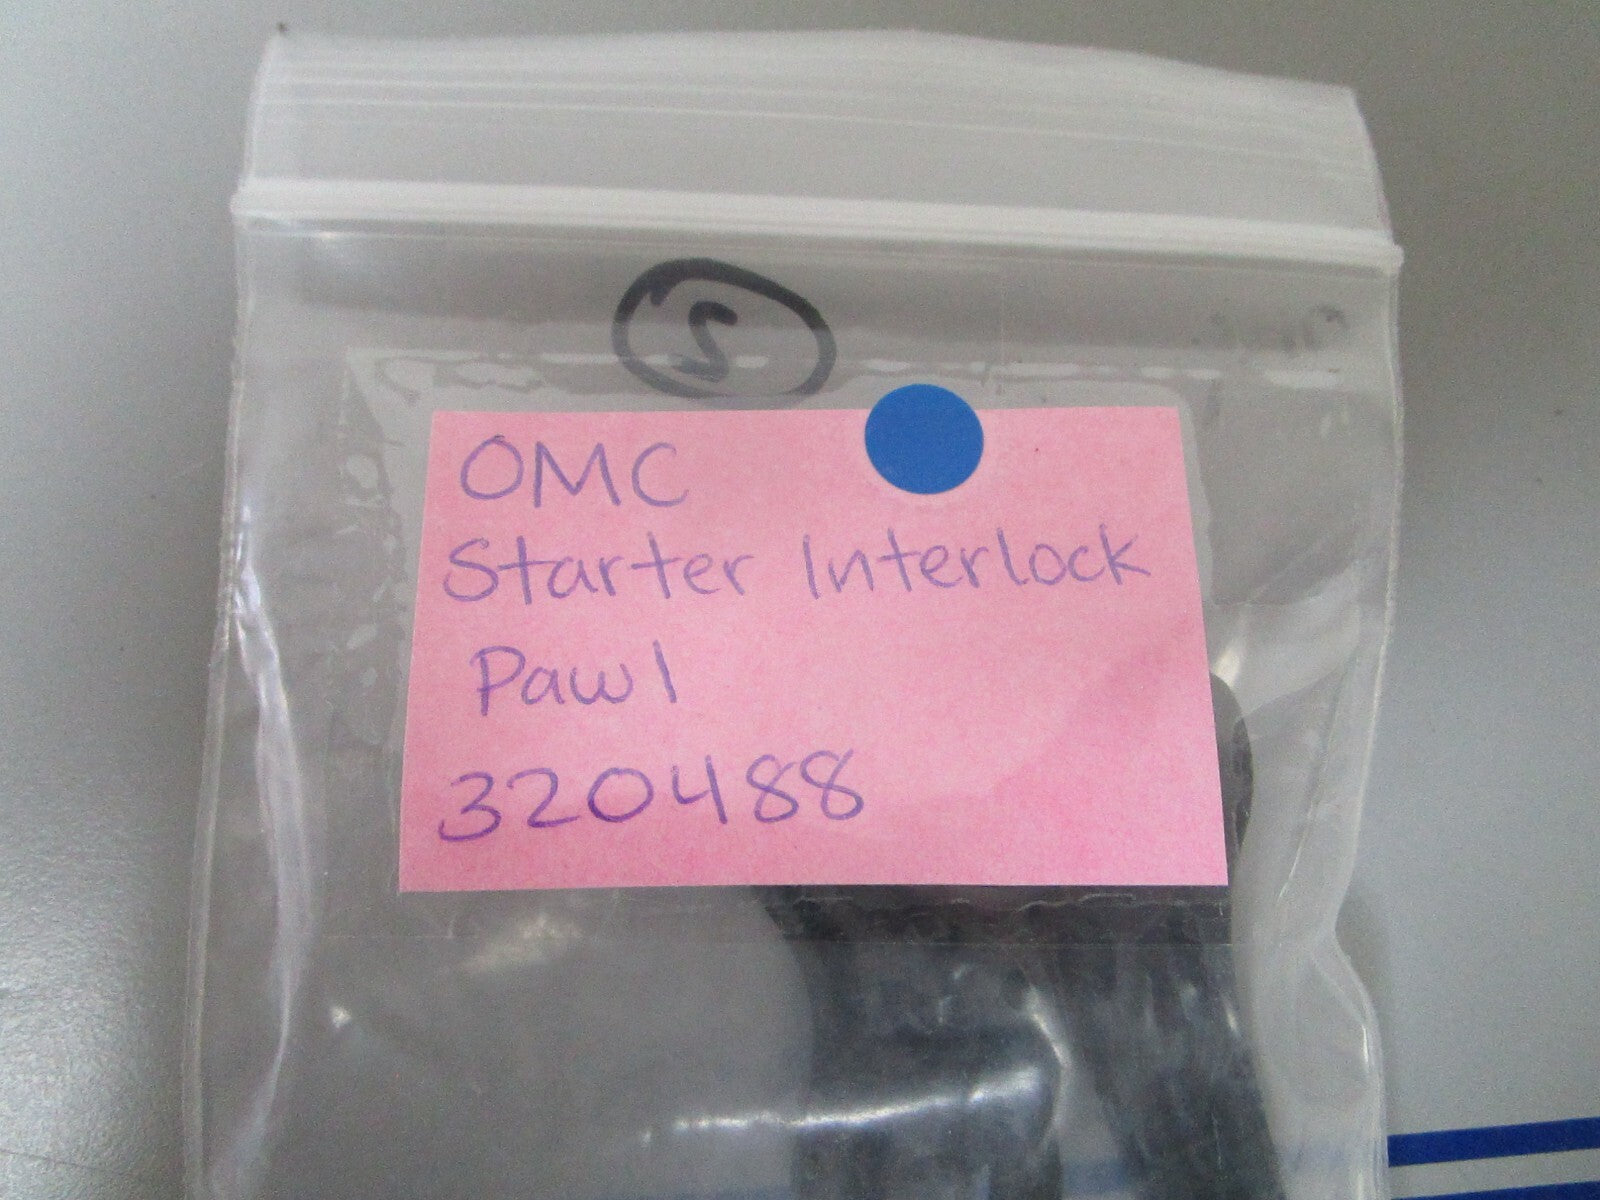 S
OMC
Starter Interlock
Pawl
320488